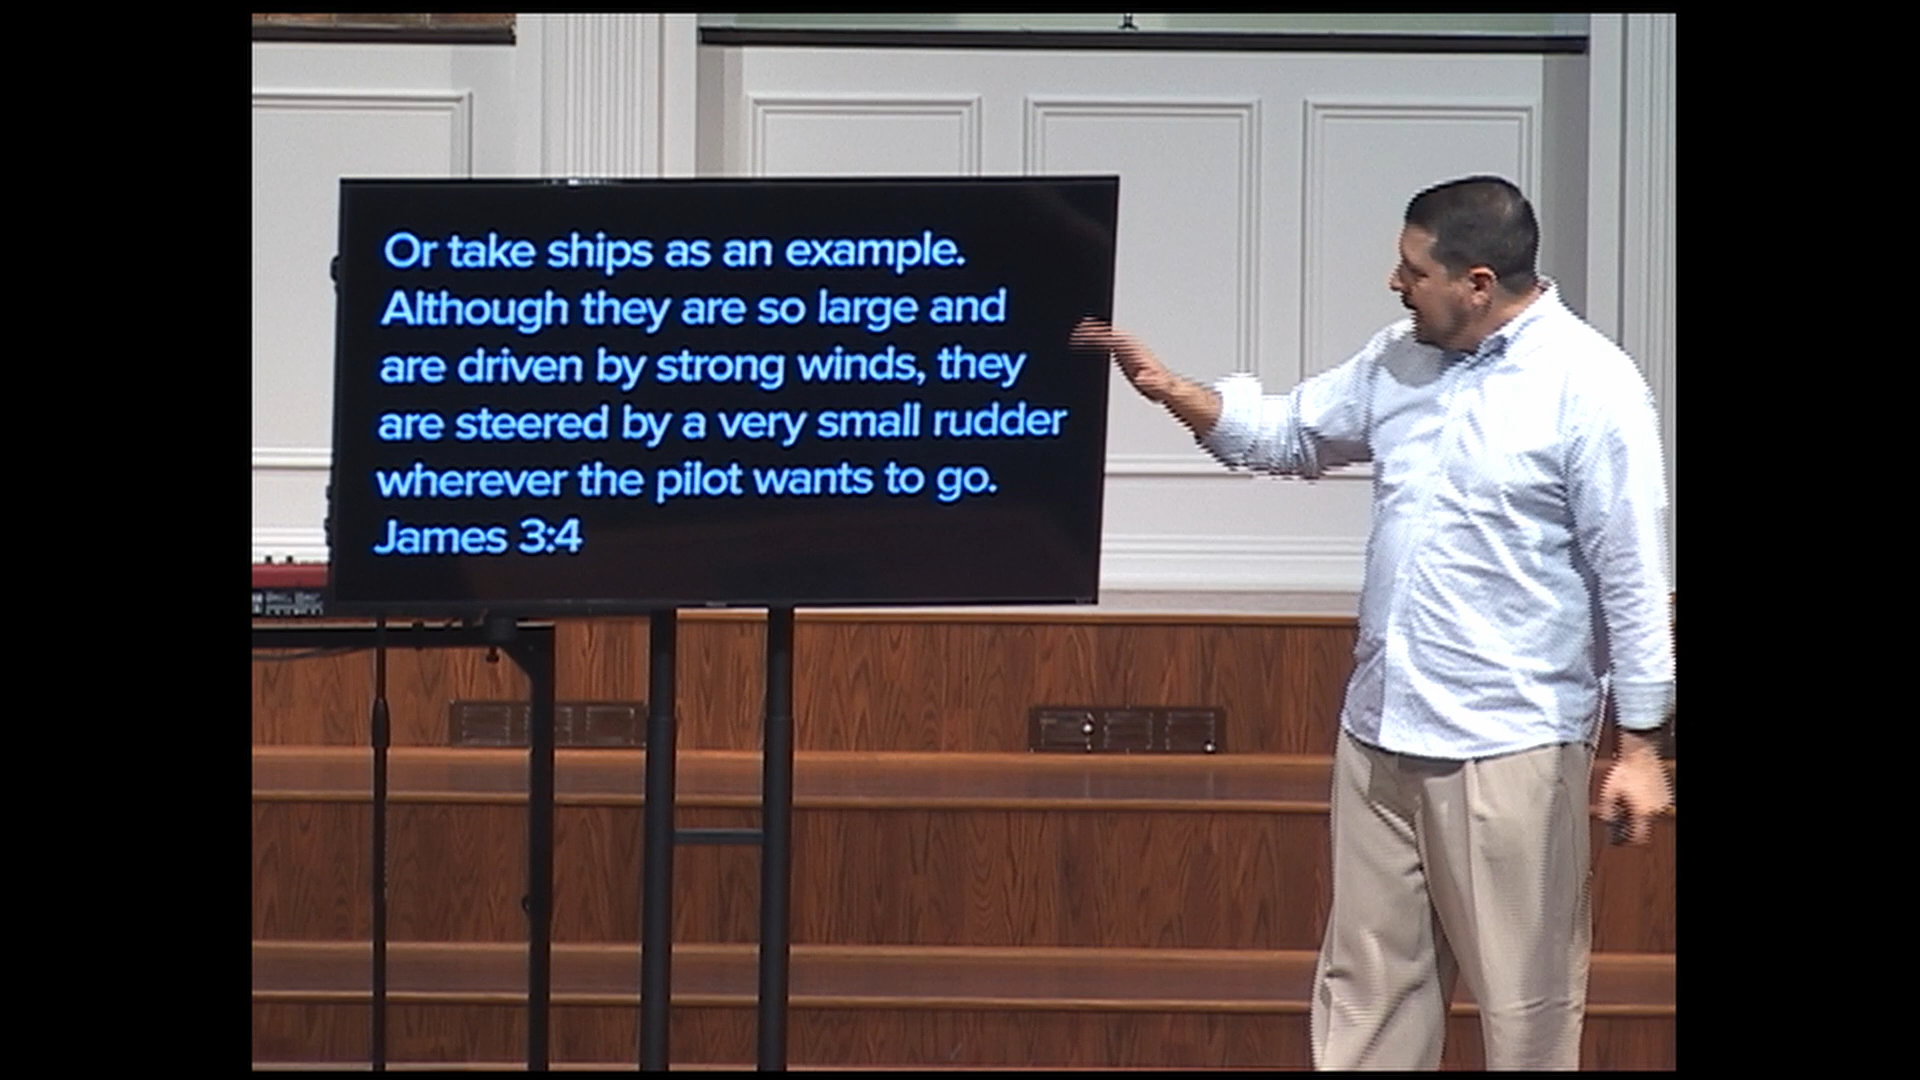 Or take ships as an example.
Although they are so large and
are driven by strong winds, they
are steered by a very small rudder
wherever the pilot wants to go.
James 3:4